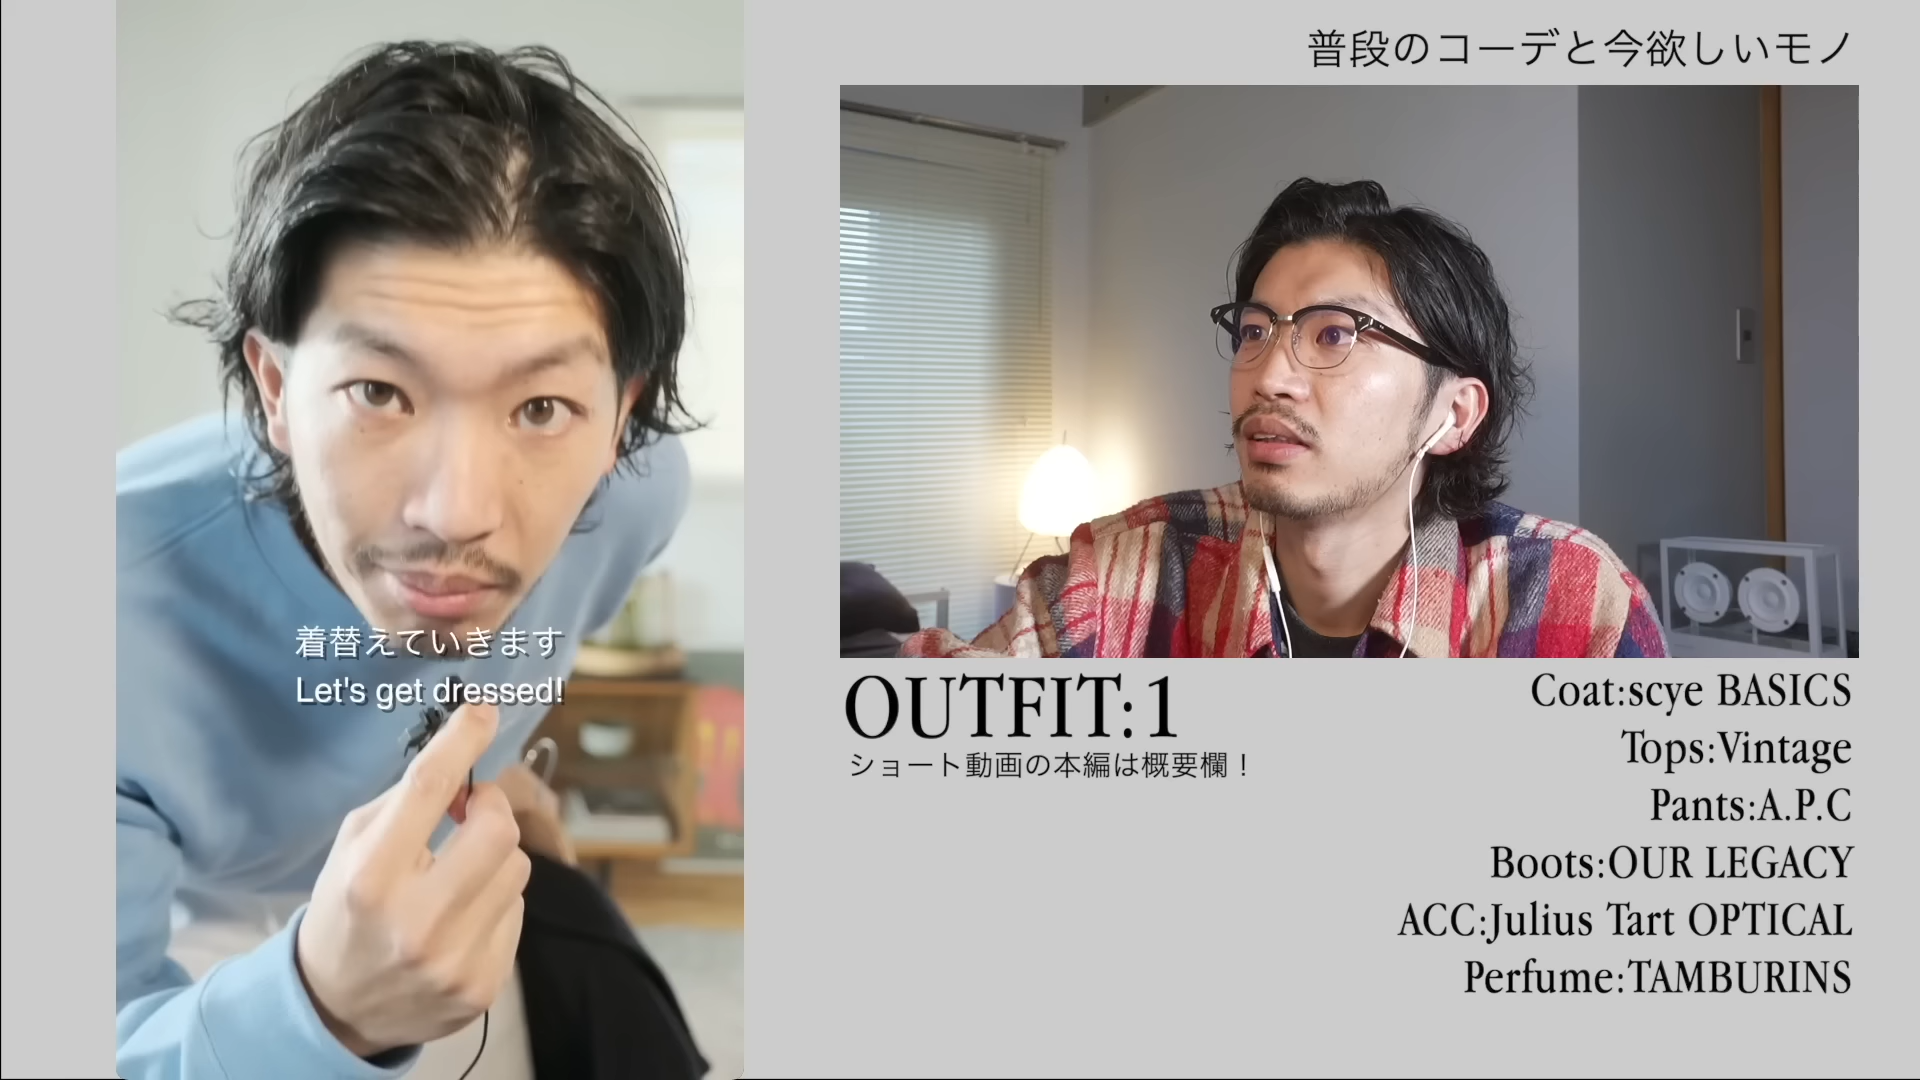 普段のコーデと今欲しいモノ
着替えていきます
Let's get dressed!
OUTFIT:1
ショート動画の本編は概要欄！
Coat:scye BASICS
Tops:Vintage
Pants:A.P.C
Boots:OUR LEGACY
ACC:Julius Tart OPTICAL
Perfume:TAMBURINS